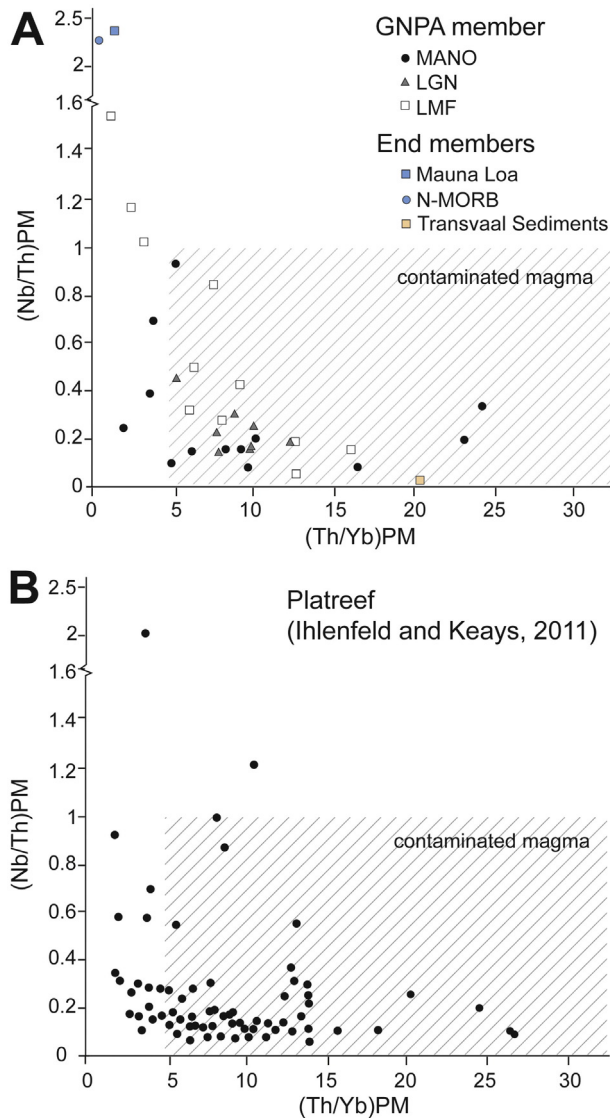 A
GNPA member
MANO
LGN
LMF
End members
Mauna Loa
N-MORB
Transvaal Sediments
contaminated magma
(Nb/Th)PM
2.5
2
1.6
1.4
1.2
1
0.8
0.6
0.4
0.2
0
0 5 10 15 20 25 30
(Th/Yb)PM
B
Platreef
(Ihlenfeld and Keays, 2011)
contaminated magma
(Nb/Th)PM
2.5
2
1.6
1.4
1.2
1
0.8
0.6
0.4
0.2
0
0 5 10 15 20 25 30
(Th/Yb)PM